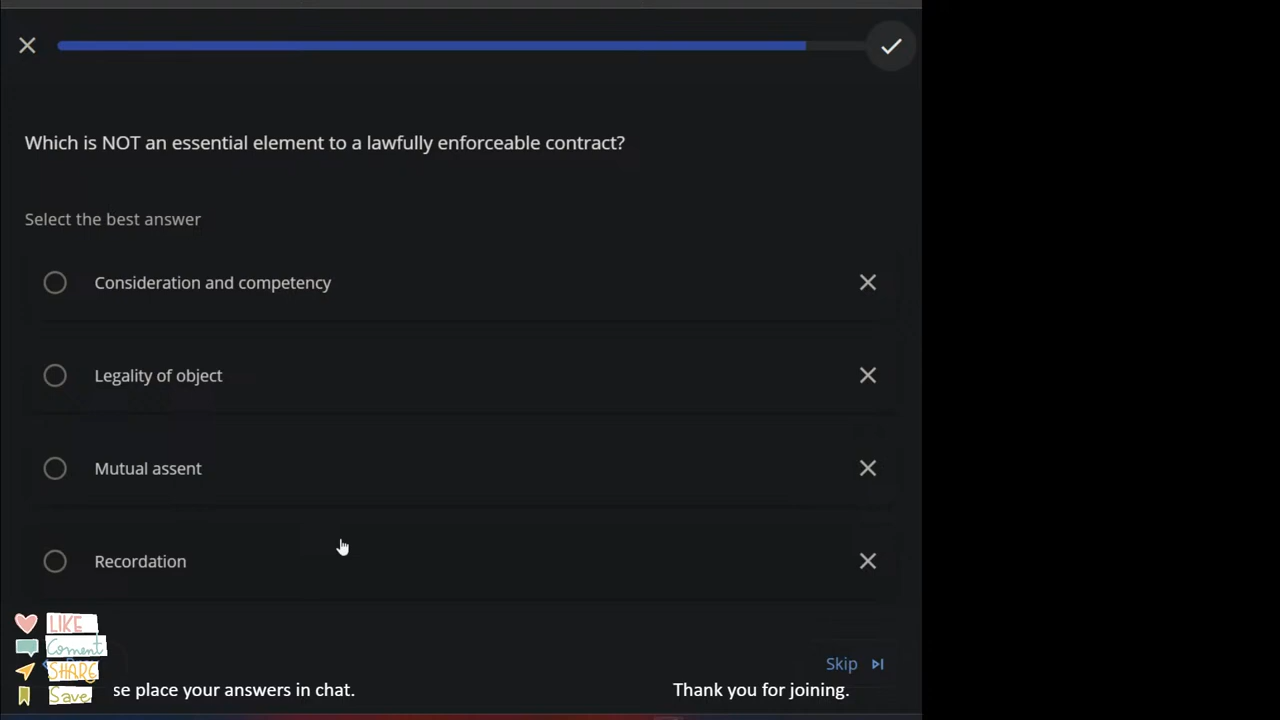 Which is NOT an essential element to a lawfully enforceable contract?
Select the best answer
Consideration and competency
Legality of object
Mutual assent
Recordation
LIKE
Coment
SHARE
Save
Skip
se place your answers in chat.
Thank you for joining.